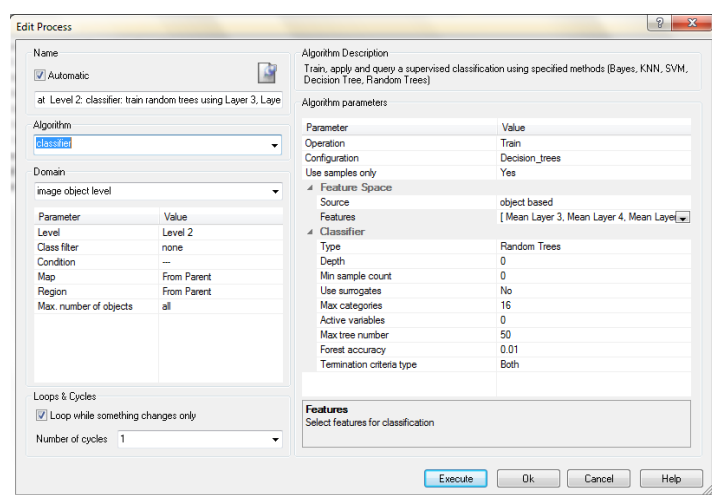 Edit Process
Name
Automatic
at Level 2: classifier: train random trees using Layer 3, Laye
Algorithm
classifier
Domain
image object level
Parameter Value
Level Level 2
Class filter none
Condition ---
Map From Parent
Region From Parent
Max. number of objects all
Loops & Cycles
Loop while something changes only
Number of cycles 1
Algorithm Description
Train, apply and query a supervised classification using specified methods (Bayes, KNN, SVM,
Decision Tree, Random Trees)
Algorithm parameters
Parameter Value
Operation Train
Configuration Decision_trees
Use samples only Yes
Feature Space
Source object based
Features [ Mean Layer 3, Mean Layer 4, Mean Layer
Classifier
Type Random Trees
Depth 0
Min sample count 0
Use surrogates No
Max categories 16
Active variables 0
Max tree number 50
Forest accuracy 0.01
Termination criteria type Both
Features
Select features for classification
Execute Ok Cancel Help